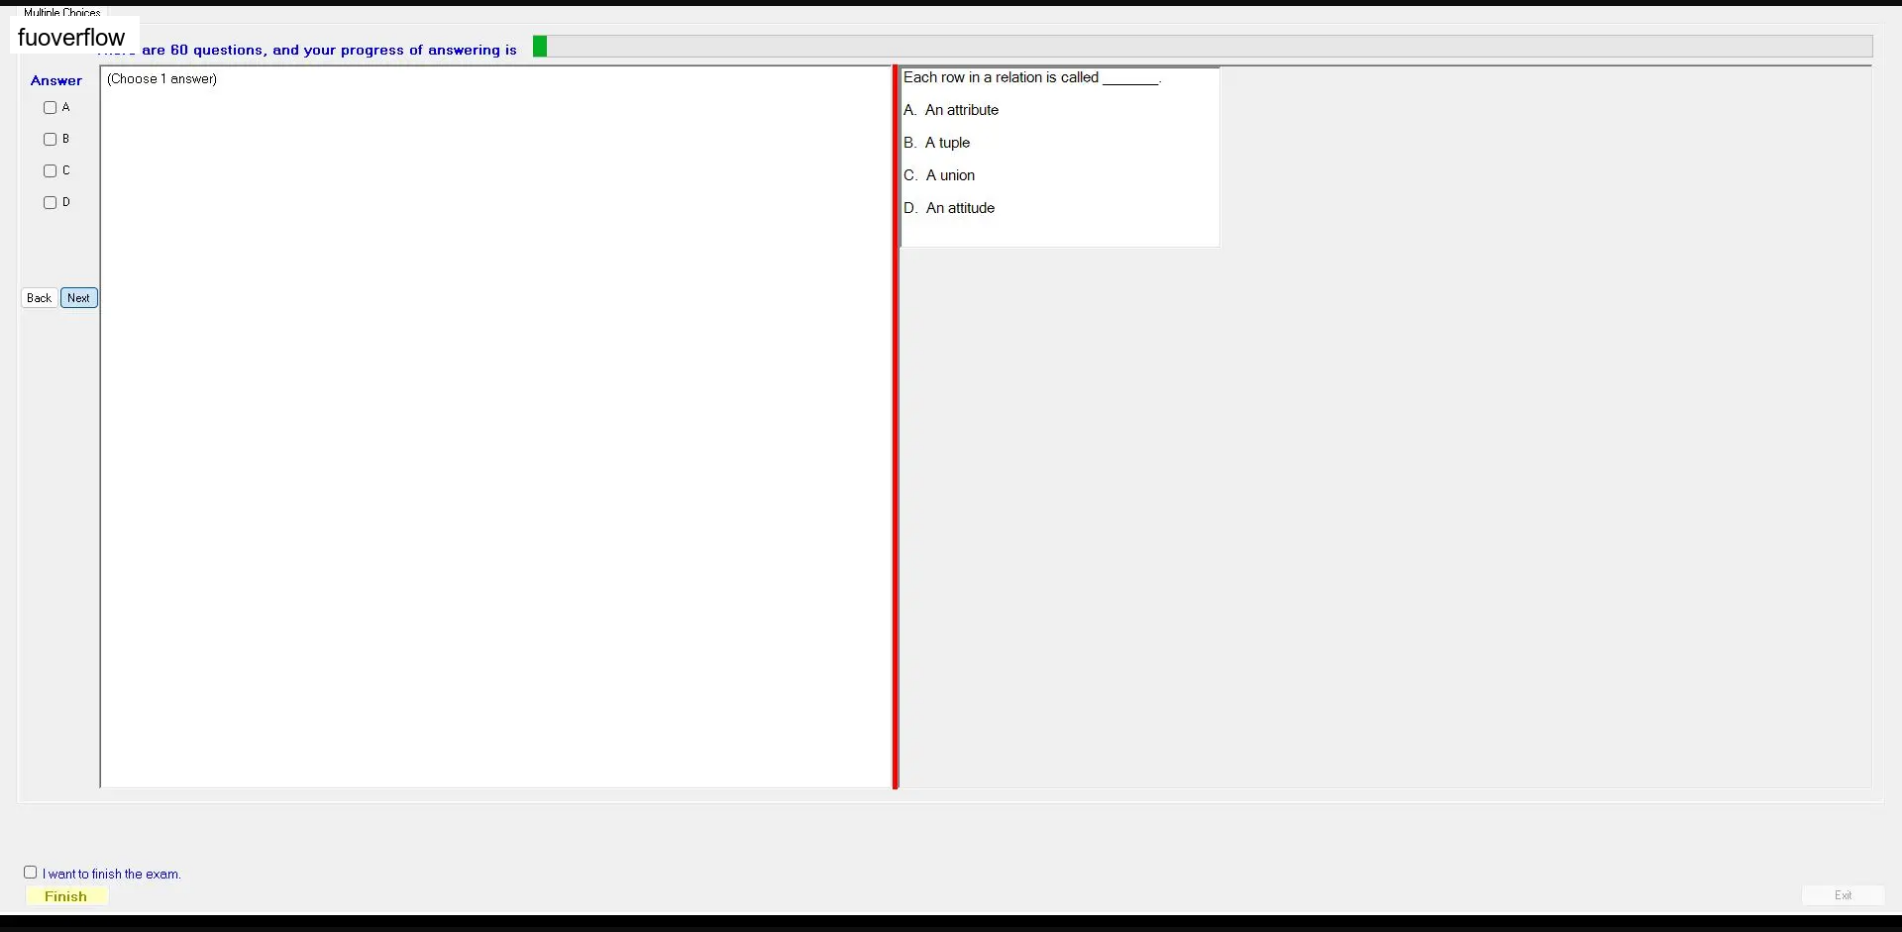 Multiple Choices
fuoverflow
are 60 questions, and your progress of answering is
Answer
A
B
C
D
Back Next
(Choose 1 answer)
Each row in a relation is called _______.
A. An attribute
B. A tuple
C. A union
D. An attitude
I want to finish the exam.
Finish
Exit